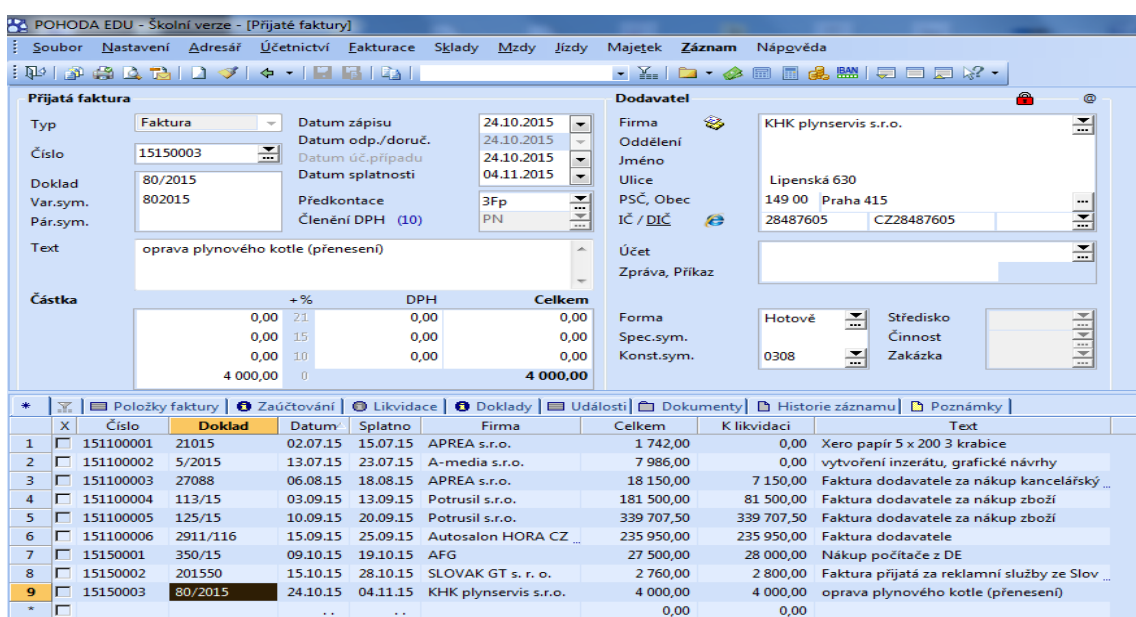 POHODA EDU - Školní verze - [Přijaté faktury]
Soubor Nastavení Adresář Účetnictví Fakturace Sklady Mzdy Jízdy Majetek Záznam Nápověda
IBAN
Přijatá faktura
Typ Faktura
Číslo 15150003
Doklad 80/2015
Var.sym. 802015
Pár.sym.
Datum zápisu 24.10.2015
Datum odp./doruč. 24.10.2015
Datum úč.případu 24.10.2015
Datum splatnosti 04.11.2015
Předkontace 3Fp
Členění DPH (10) PN
Text oprava plynového kotle (přenesení)
Částka +% DPH Celkem
0,00 21 0,00 0,00
0,00 15 0,00 0,00
0,00 10 0,00 0,00
4 000,00 0 4 000,00
Dodavatel @
Firma KHK plynservis s.r.o.
Oddělení
Jméno
Ulice Lipenská 630
PSČ, Obec 149 00 Praha 415
IČ / DIČ 28487605 CZ28487605
Účet
Zpráva, Příkaz
Forma Hotově Středisko
Spec.sym. Činnost
Konst.sym. 0308 Zakázka
* Položky faktury Zaúčtování Likvidace Doklady Události Dokumenty Historie záznamu Poznámky
X Číslo Doklad Datum Splatno Firma Celkem K likvidaci Text
1 151100001 21015 02.07.15 15.07.15 APREA s.r.o. 1 742,00 0,00 Xero papír 5 x 200 3 krabice
2 151100002 5/2015 13.07.15 23.07.15 A-media s.r.o. 7 986,00 0,00 vytvoření inzerátu, grafické návrhy
3 151100003 27088 06.08.15 18.08.15 APREA s.r.o. 18 150,00 7 150,00 Faktura dodavatele za nákup kancelářský ...
4 151100004 113/15 03.09.15 13.09.15 Potrusil s.r.o. 181 500,00 81 500,00 Faktura dodavatele za nákup zboží
5 151100005 125/15 10.09.15 20.09.15 Potrusil s.r.o. 339 707,50 339 707,50 Faktura dodavatele za nákup zboží
6 151100006 2911/116 15.09.15 25.09.15 Autosalon HORA CZ ... 235 950,00 235 950,00 Faktura dodavatele
7 15150001 350/15 09.10.15 19.10.15 AFG 27 500,00 28 000,00 Nákup počítače z DE
8 15150002 201550 15.10.15 28.10.15 SLOVAK GT s. r. o. 2 760,00 2 800,00 Faktura přijatá za reklamní služby ze Slov ...
9 15150003 80/2015 24.10.15 04.11.15 KHK plynservis s.r.o. 4 000,00 4 000,00 oprava plynového kotle (přenesení)
* . . . . 0,00 0,00